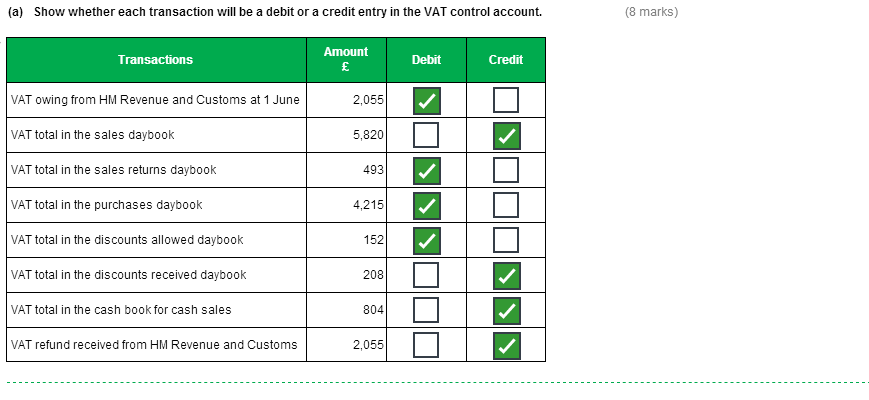 (a) Show whether each transaction will be a debit or a credit entry in the VAT control account. (8 marks)
Transactions Amount £ Debit Credit
VAT owing from HM Revenue and Customs at 1 June 2,055
VAT total in the sales daybook 5,820
VAT total in the sales returns daybook 493
VAT total in the purchases daybook 4,215
VAT total in the discounts allowed daybook 152
VAT total in the discounts received daybook 208
VAT total in the cash book for cash sales 804
VAT refund received from HM Revenue and Customs 2,055